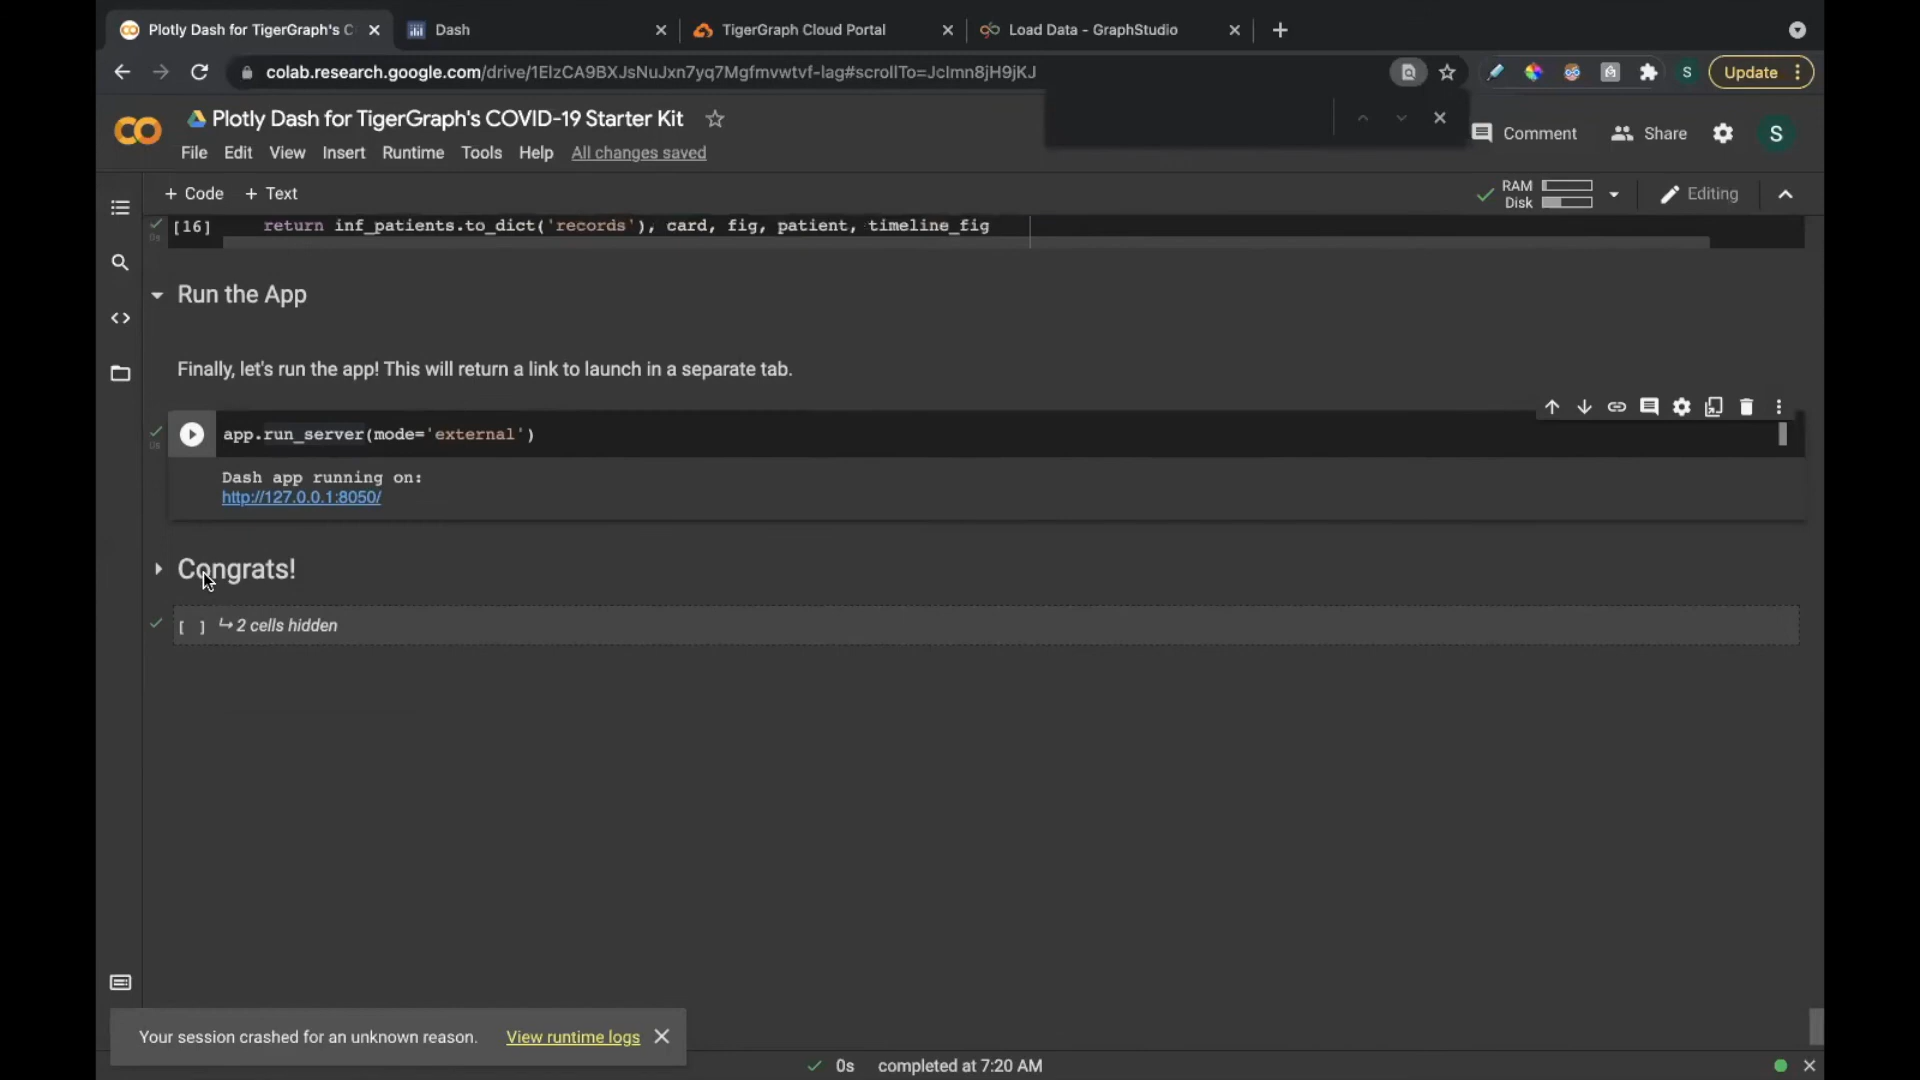 Plotly Dash for TigerGraph's C
Dash
TigerGraph Cloud Portal
Load Data - GraphStudio
colab.research.google.com/drive/1ElzCA9BXJsNuJxn7yq7Mgfmvwtvf-lag#scrollTo=JcImn8jH9jKJ
S
Update
Plotly Dash for TigerGraph's COVID-19 Starter Kit
Comment
Share
S
File Edit View Insert Runtime Tools Help All changes saved
+ Code + Text
RAM
Disk
Editing
0s
[16] return inf_patients.to_dict('records'), card, fig, patient, timeline_fig
Run the App
Finally, let's run the app! This will return a link to launch in a separate tab.
0s
app.run_server(mode='external')
Dash app running on:
http://127.0.0.1:8050/
Congrats!
[ ] ↳ 2 cells hidden
Your session crashed for an unknown reason. View runtime logs
0s completed at 7:20 AM